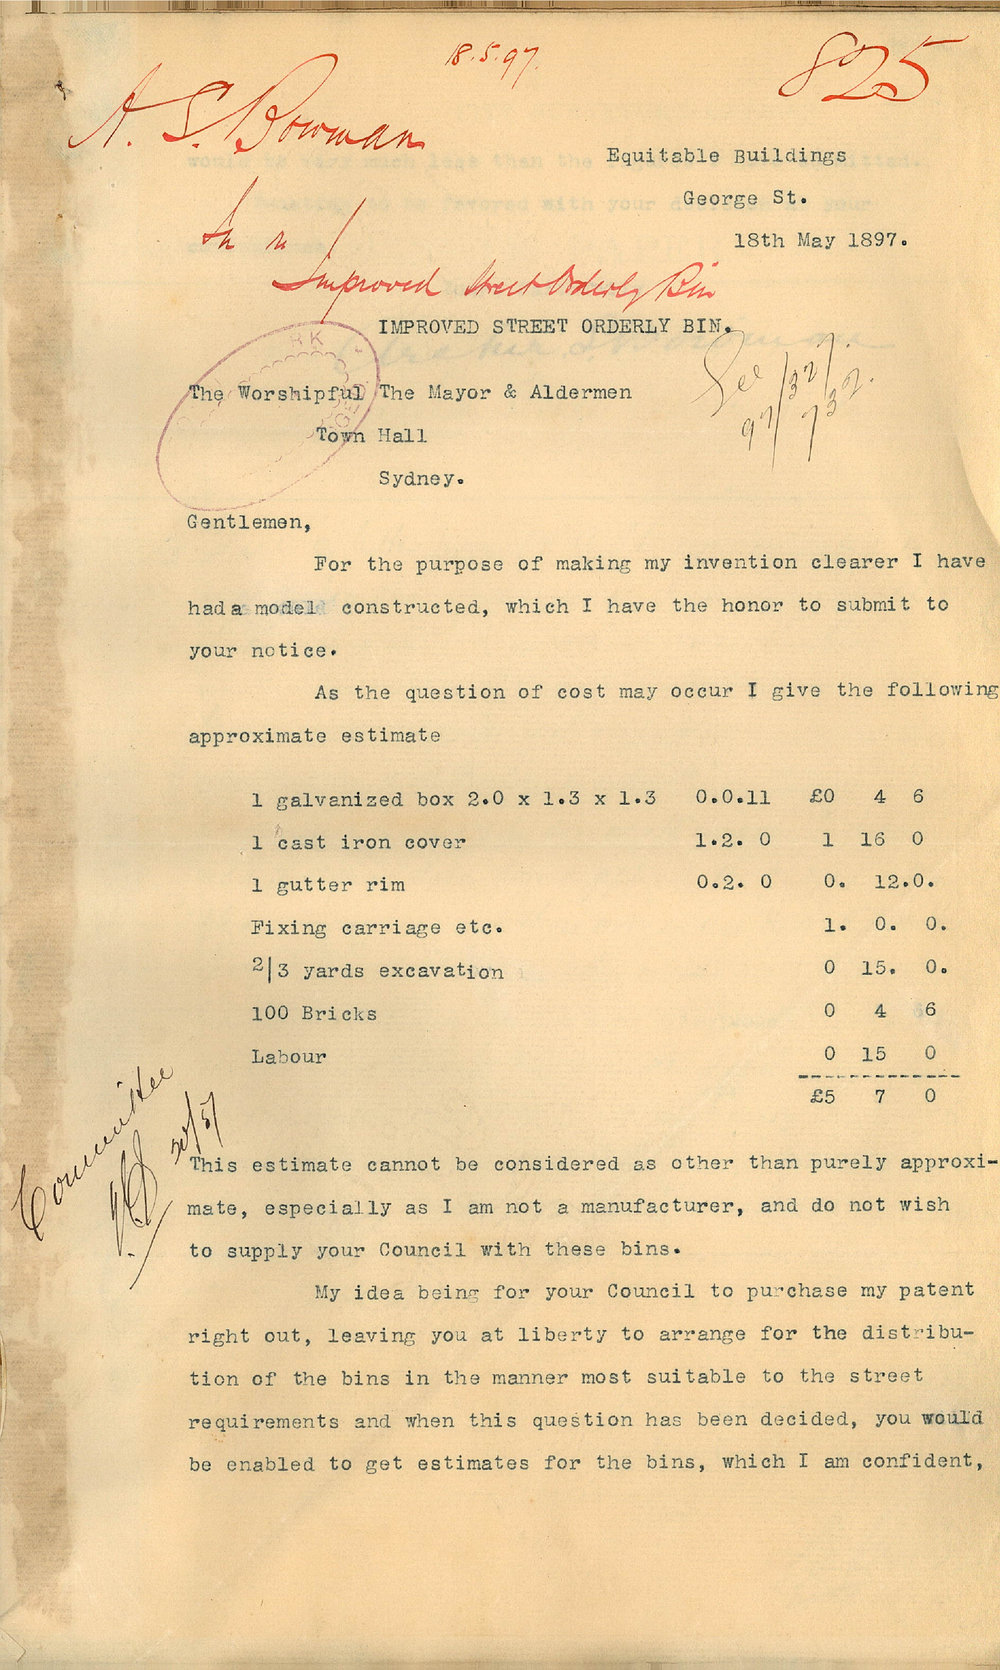 18.5.97.
825
A. S. Bowman
Equitable Buildings
George St.
18th May 1897.
In re
Improved Street Orderly Bin
IMPROVED STREET ORDERLY BIN.
See
97/327.
732.
The Worshipful The Mayor & Aldermen
Town Hall
Sydney.
Gentlemen,
For the purpose of making my invention clearer I have
had a model constructed, which I have the honor to submit to
your notice.
As the question of cost may occur I give the following
approximate estimate
1 galvanized box 2.0 x 1.3 x 1.3 0.0.11 £0 4 6
1 cast iron cover 1.2. 0 1 16 0
1 gutter rim 0.2. 0 0. 12.0.
Fixing carriage etc. 1. 0. 0.
2|3 yards excavation 0 15. 0.
100 Bricks 0 4 6
Labour 0 15 0
£5 7 0
Committee
20/5/
This estimate cannot be considered as other than purely approxi-
mate, especially as I am not a manufacturer, and do not wish
to supply your Council with these bins.
My idea being for your Council to purchase my patent
right out, leaving you at liberty to arrange for the distribu-
tion of the bins in the manner most suitable to the street
requirements and when this question has been decided, you would
be enabled to get estimates for the bins, which I am confident,